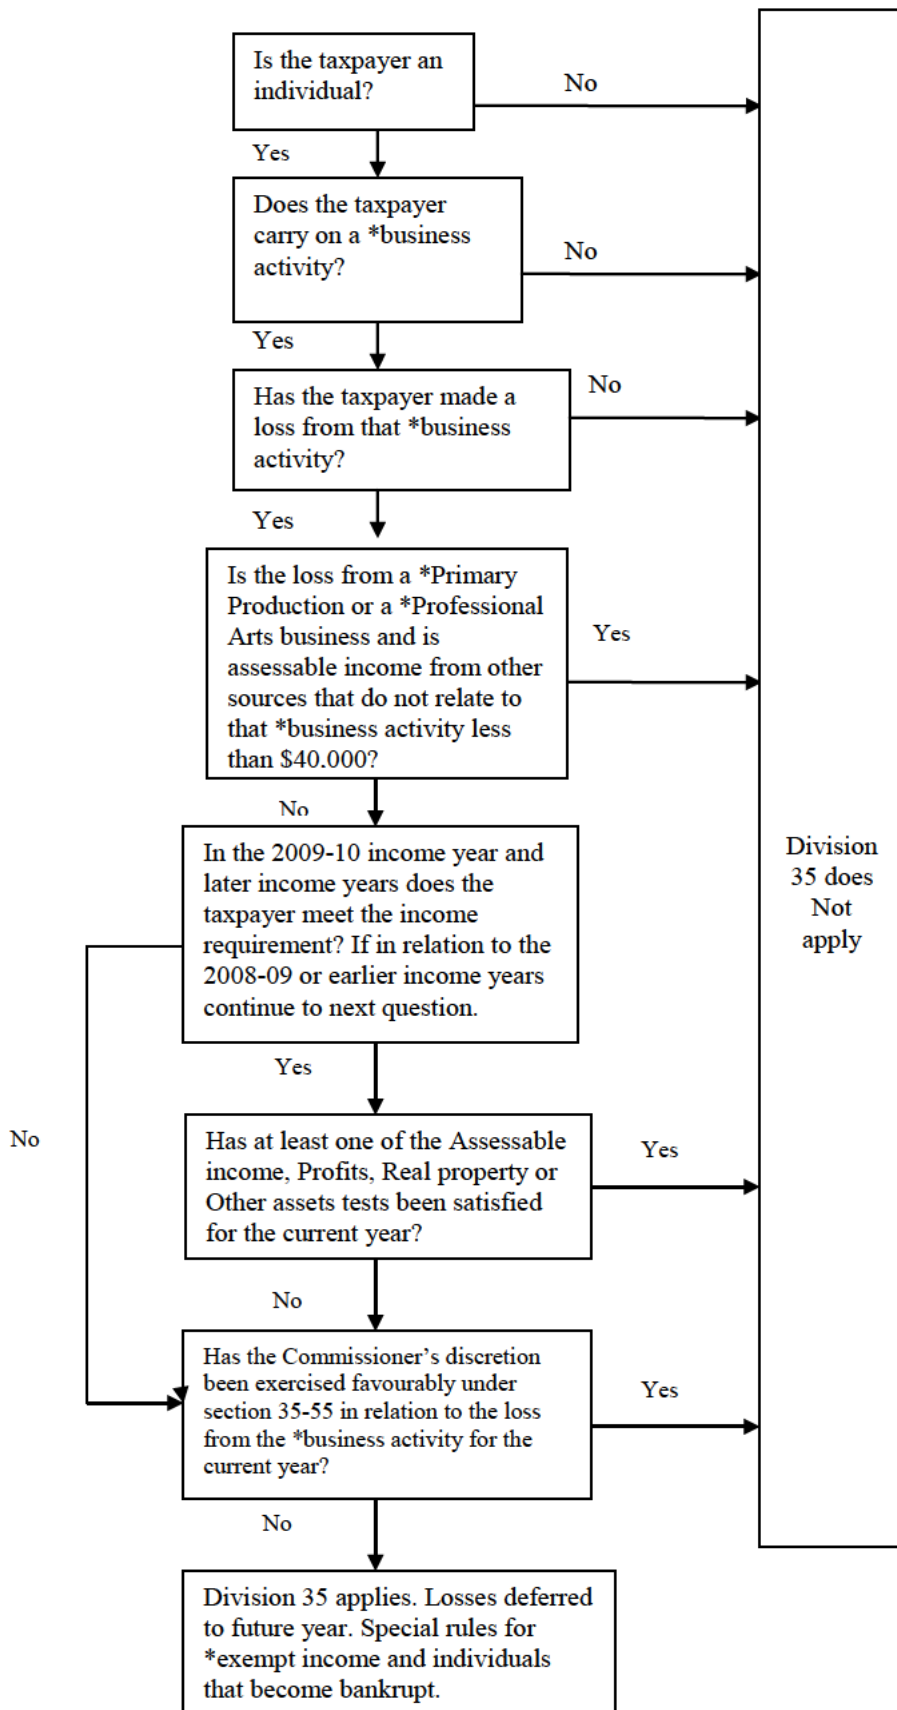 Is the taxpayer an
individual?
No
Yes
Does the taxpayer
carry on a *business
activity?
No
Yes
Has the taxpayer made a
loss from that *business
activity?
No
Yes
Is the loss from a *Primary
Production or a *Professional
Arts business and is
assessable income from other
sources that do not relate to
that *business activity less
than $40.000?
Yes
No
In the 2009-10 income year and
later income years does the
taxpayer meet the income
requirement? If in relation to the
2008-09 or earlier income years
continue to next question.
Division
35 does
Not
apply
Yes
No
Has at least one of the Assessable
income, Profits, Real property or
Other assets tests been satisfied
for the current year?
Yes
No
Has the Commissioner's discretion
been exercised favourably under
section 35-55 in relation to the loss
from the *business activity for the
current year?
Yes
No
Division 35 applies. Losses deferred
to future year. Special rules for
*exempt income and individuals
that become bankrupt.